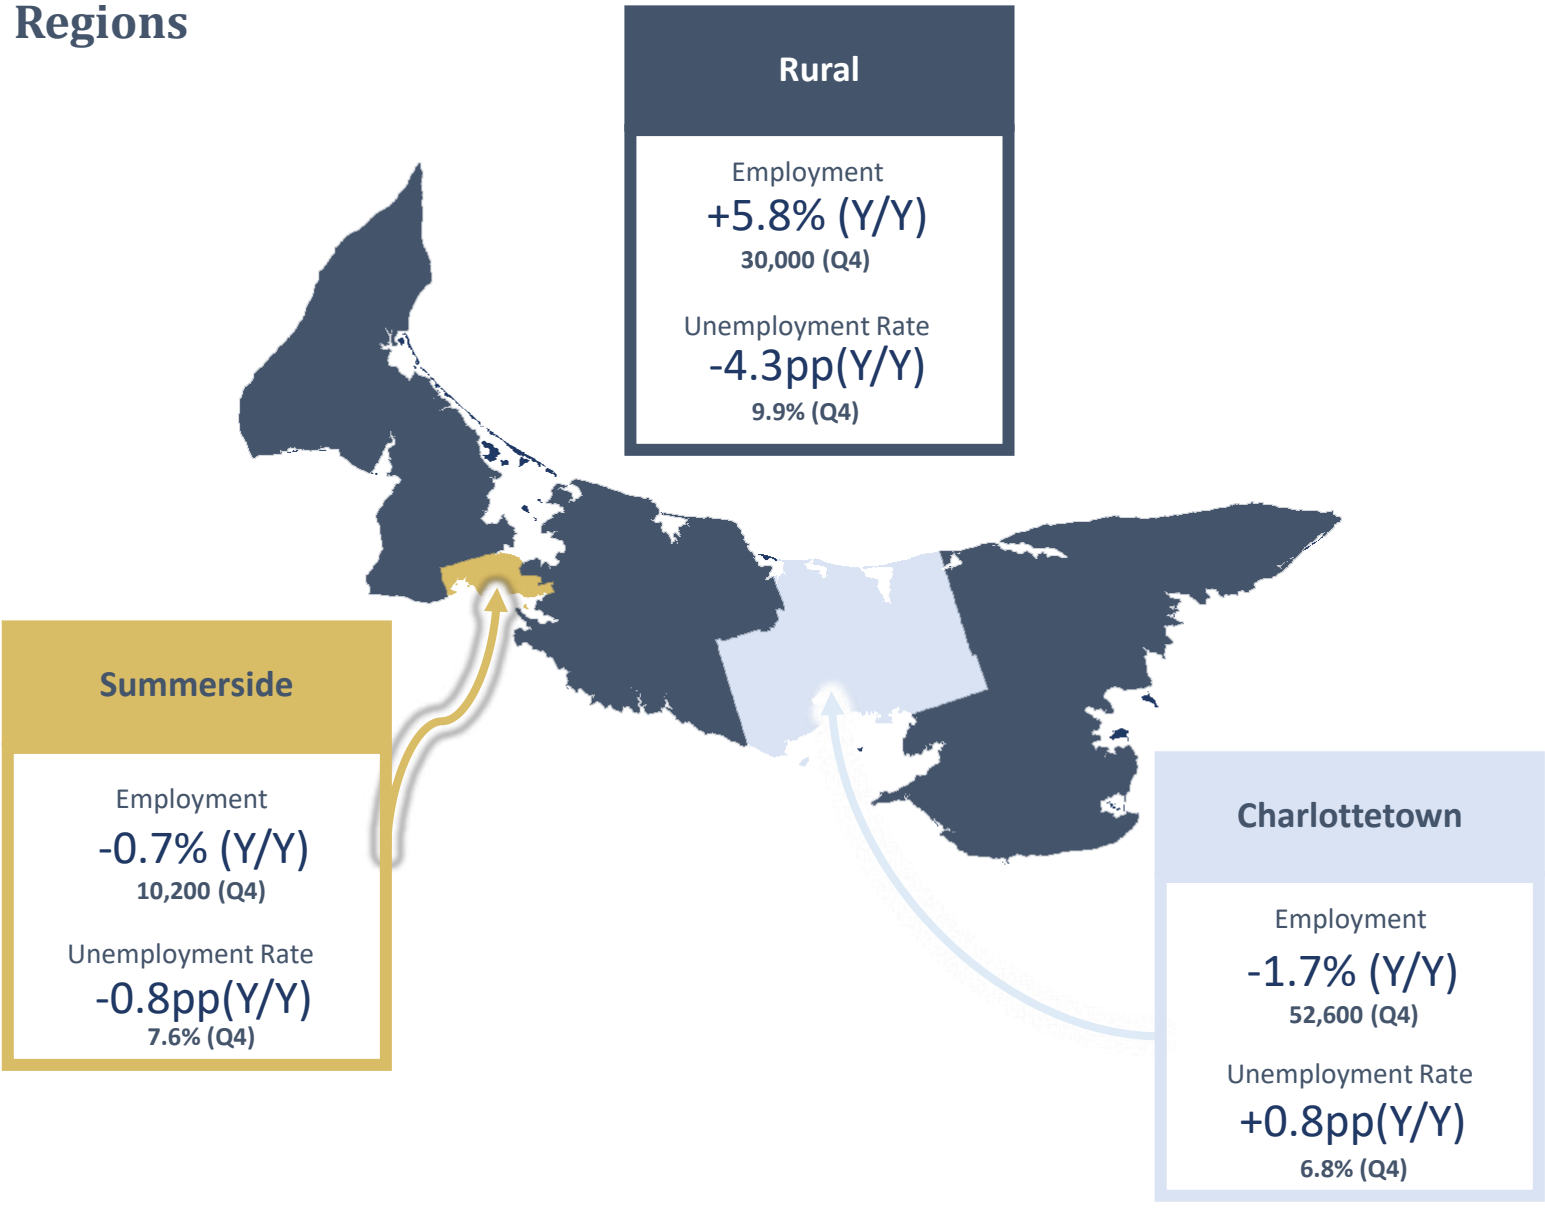 Regions
Rural
Employment
+5.8% (Y/Y)
30,000 (Q4)
Unemployment Rate
-4.3pp(Y/Y)
9.9% (Q4)
Summerside
Employment
-0.7% (Y/Y)
10,200 (Q4)
Unemployment Rate
-0.8pp(Y/Y)
7.6% (Q4)
Charlottetown
Employment
-1.7% (Y/Y)
52,600 (Q4)
Unemployment Rate
+0.8pp(Y/Y)
6.8% (Q4)